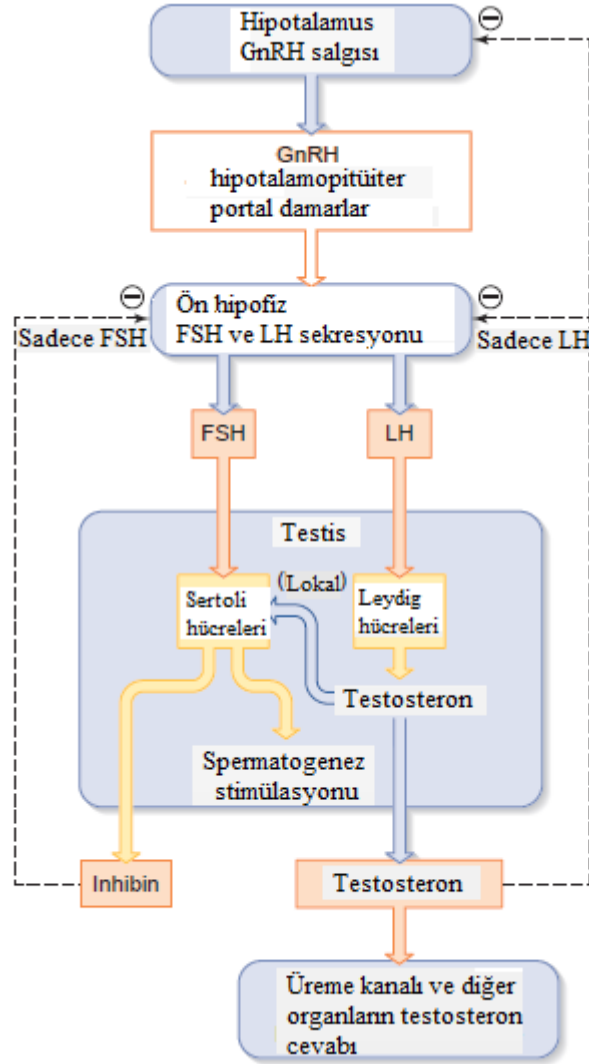 Hipotalamus
GnRH salgısı
GnRH
hipotalamopitüiter
portal damarlar
Ön hipofiz
FSH ve LH sekresyonu
Sadece FSH
Sadece LH
FSH
LH
Testis
(Lokal)
Sertoli
hücreleri
Leydig
hücreleri
Testosteron
Spermatogenez
stimülasyonu
Inhibin
Testosteron
Üreme kanalı ve diğer
organların testosteron
cevabı